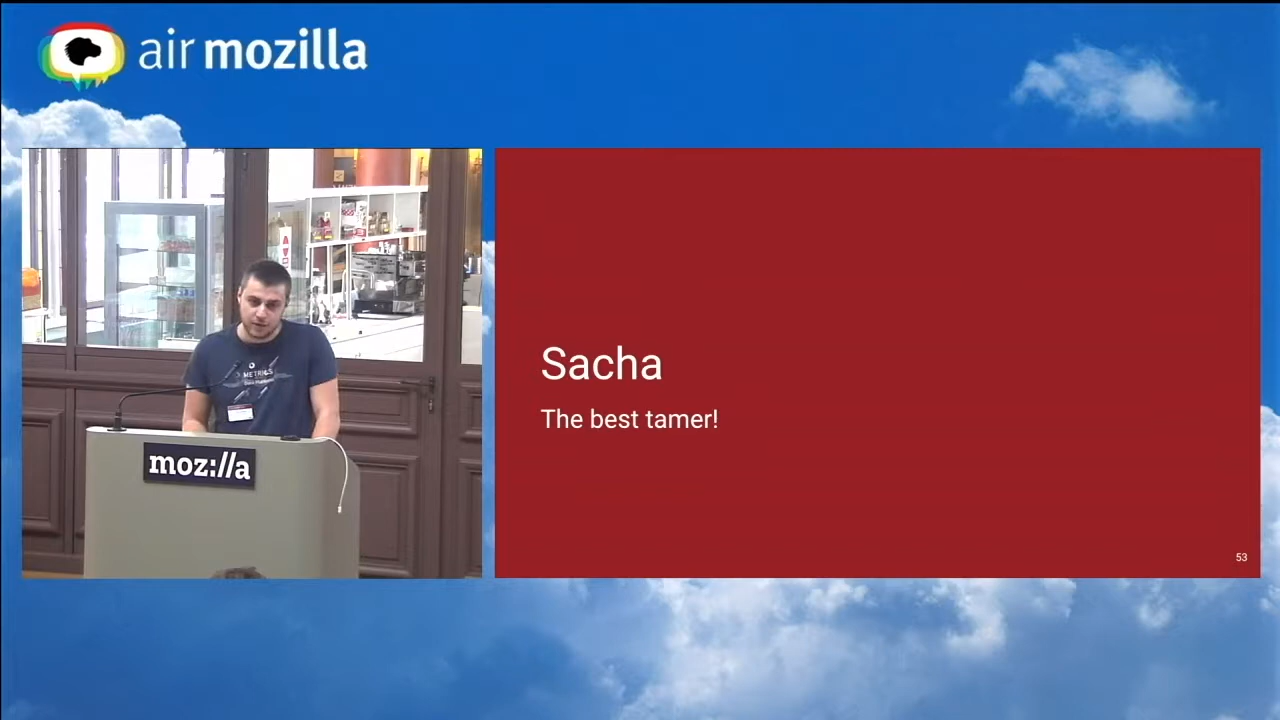 air mozilla
METRICS
moz://a
Sacha
The best tamer!
53